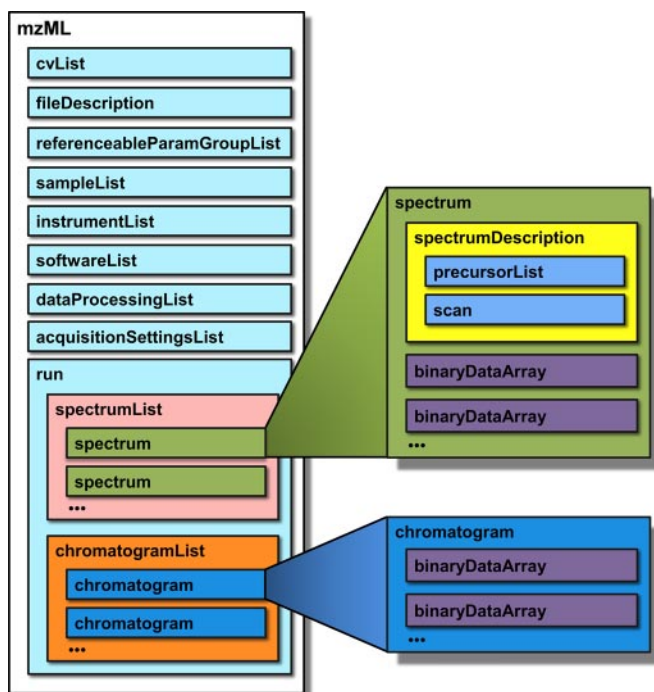 mzML
cvList
fileDescription
referenceableParamGroupList
sampleList
instrumentList
softwareList
dataProcessingList
acquisitionSettingsList
run
spectrumList
spectrum
spectrum
...
chromatogramList
chromatogram
chromatogram
...
spectrum
spectrumDescription
precursorList
scan
binaryDataArray
binaryDataArray
...
chromatogram
binaryDataArray
binaryDataArray
...